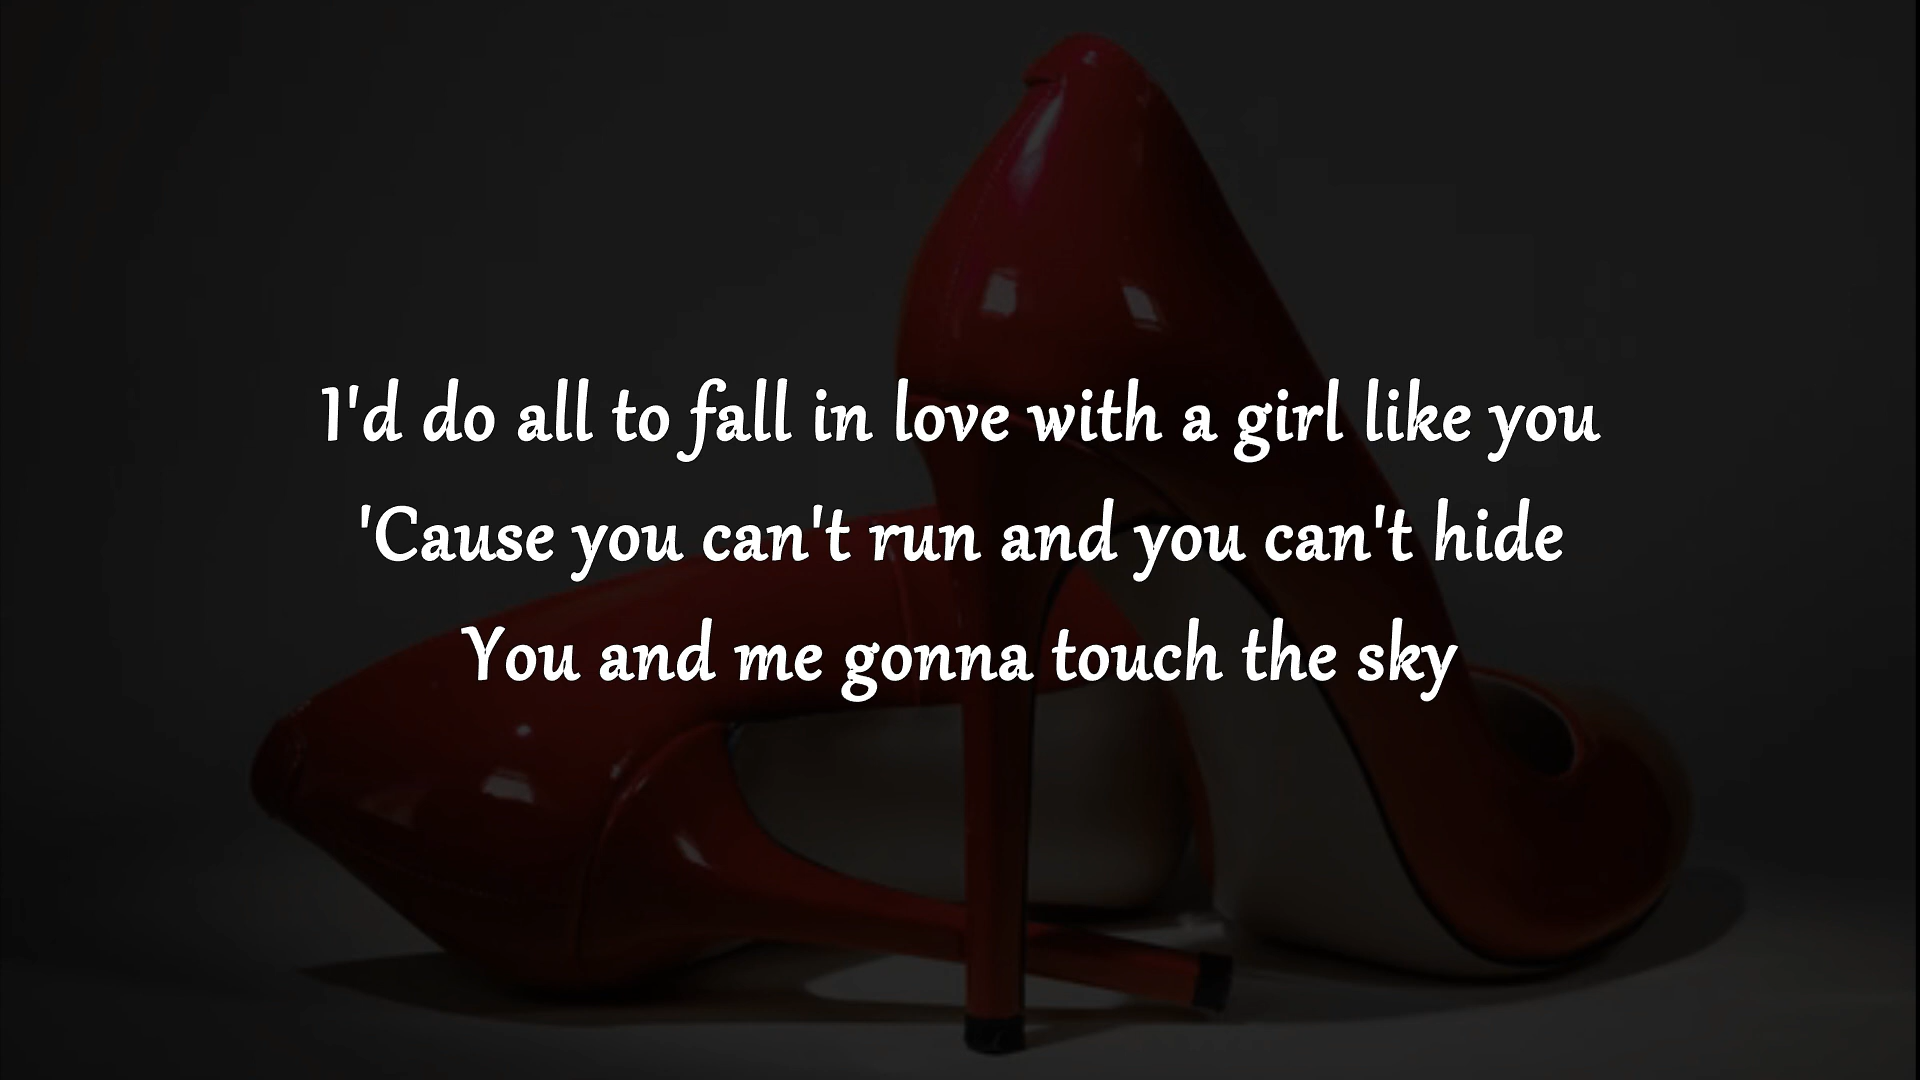 I'd do all to fall in love with a girl like you
'Cause you can't run and you can't hide
You and me gonna touch the sky